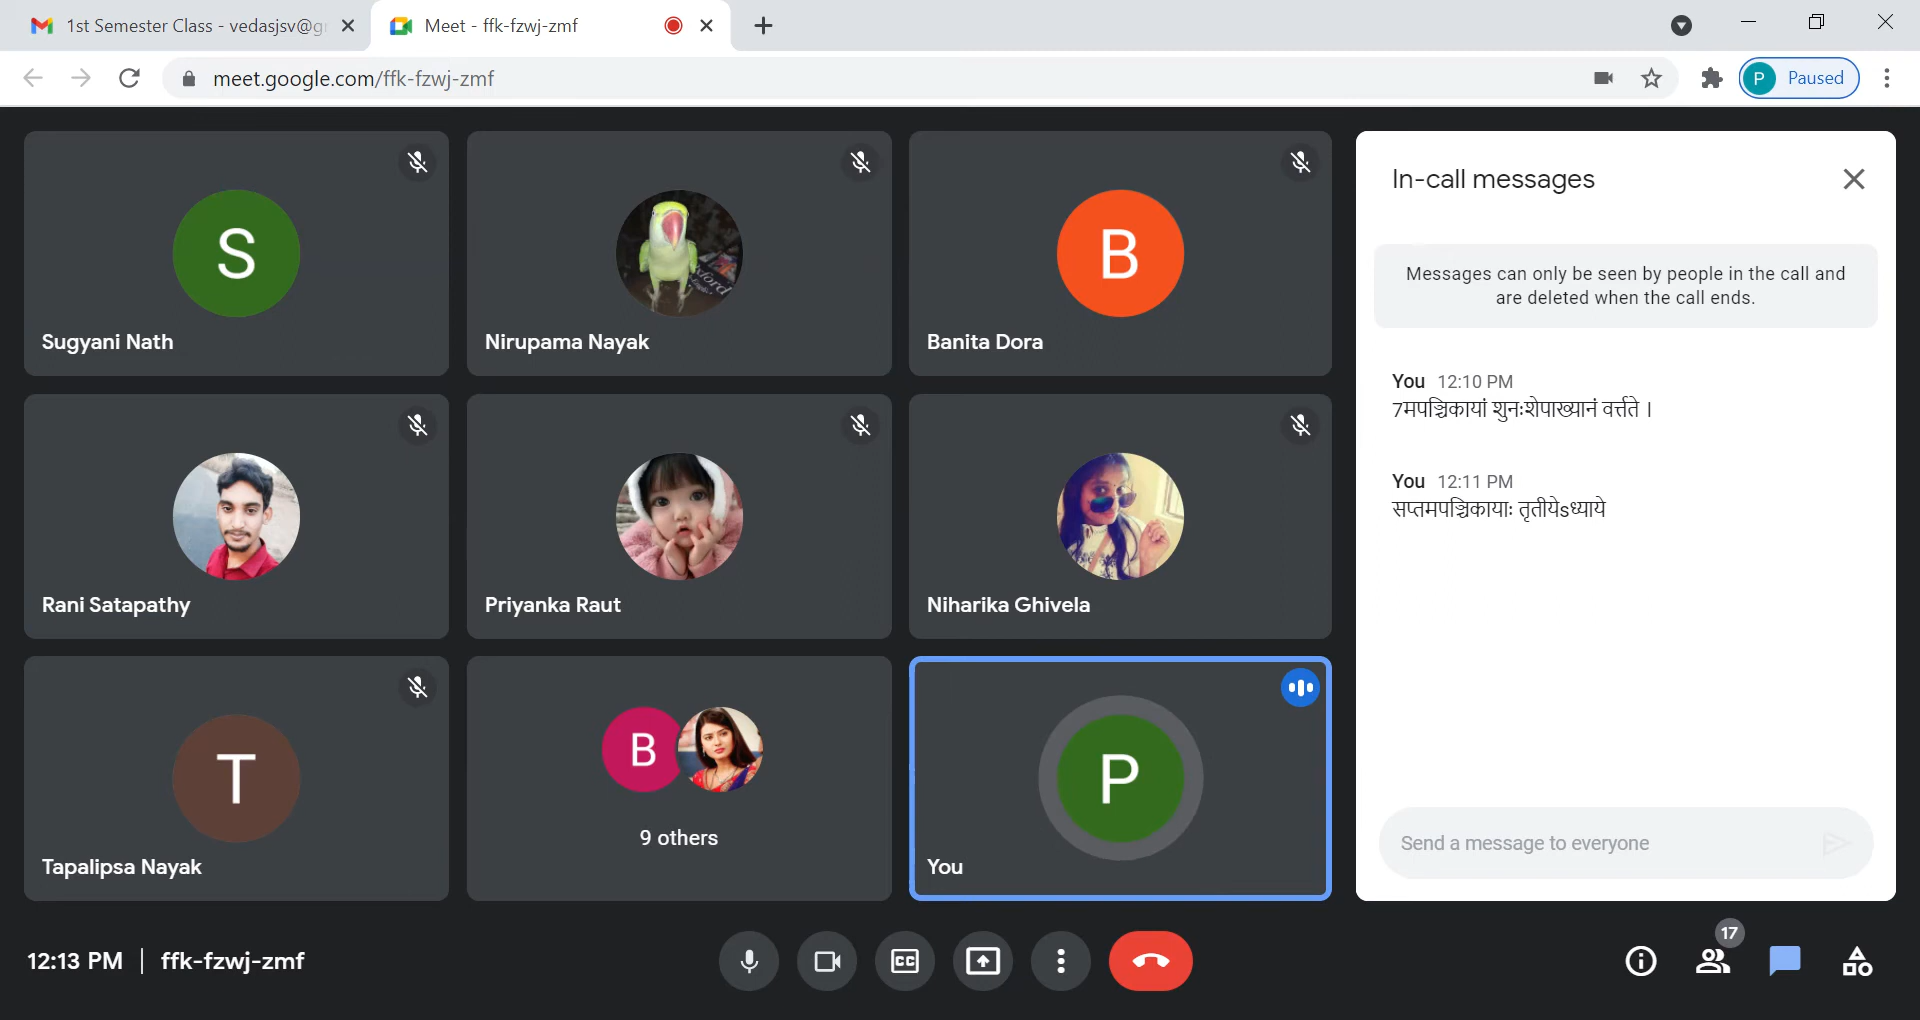 1st Semester Class - vedasjsv@g
Meet - ffk-fzwj-zmf
meet.google.com/ffk-fzwj-zmf
P Paused
S
Sugyani Nath
Nirupama Nayak
B
Banita Dora
Rani Satapathy
Priyanka Raut
Niharika Ghivela
T
Tapalipsa Nayak
B
9 others
P
You
In-call messages
Messages can only be seen by people in the call and
are deleted when the call ends.
You 12:10 PM
7मपञ्चिकायां शुनःशेपाख्यानं वर्त्तते ।
You 12:11 PM
सप्तमपञ्चिकायाः तृतीयेsध्याये
Send a message to everyone
12:13 PM | ffk-fzwj-zmf
CC
17